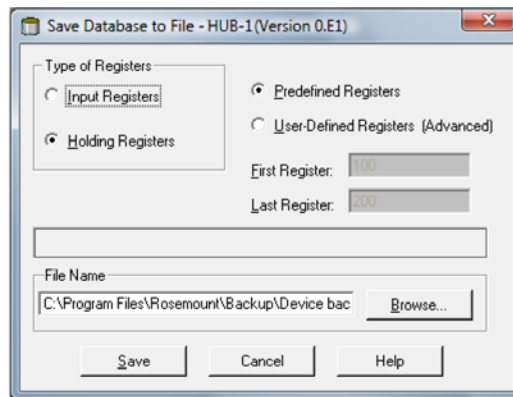 Save Database to File - HUB-1(Version 0.E1)
Type of Registers
Input Registers
Holding Registers
Predefined Registers
User-Defined Registers (Advanced)
First Register: 100
Last Register: 200
File Name
C:\Program Files\Rosemount\Backup\Device bac
Browse...
Save Cancel Help